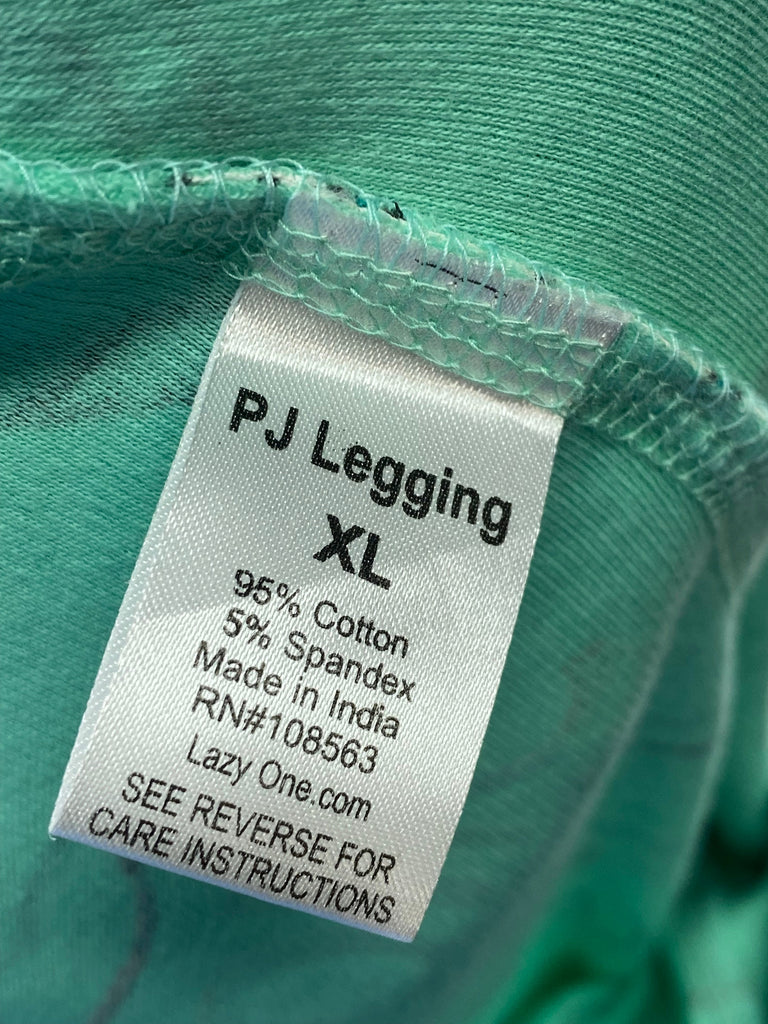 PJ Legging
XL
95% Cotton
5% Spandex
Made in India
RN#108563
Lazy One.com
SEE REVERSE FOR
CARE INSTRUCTIONS